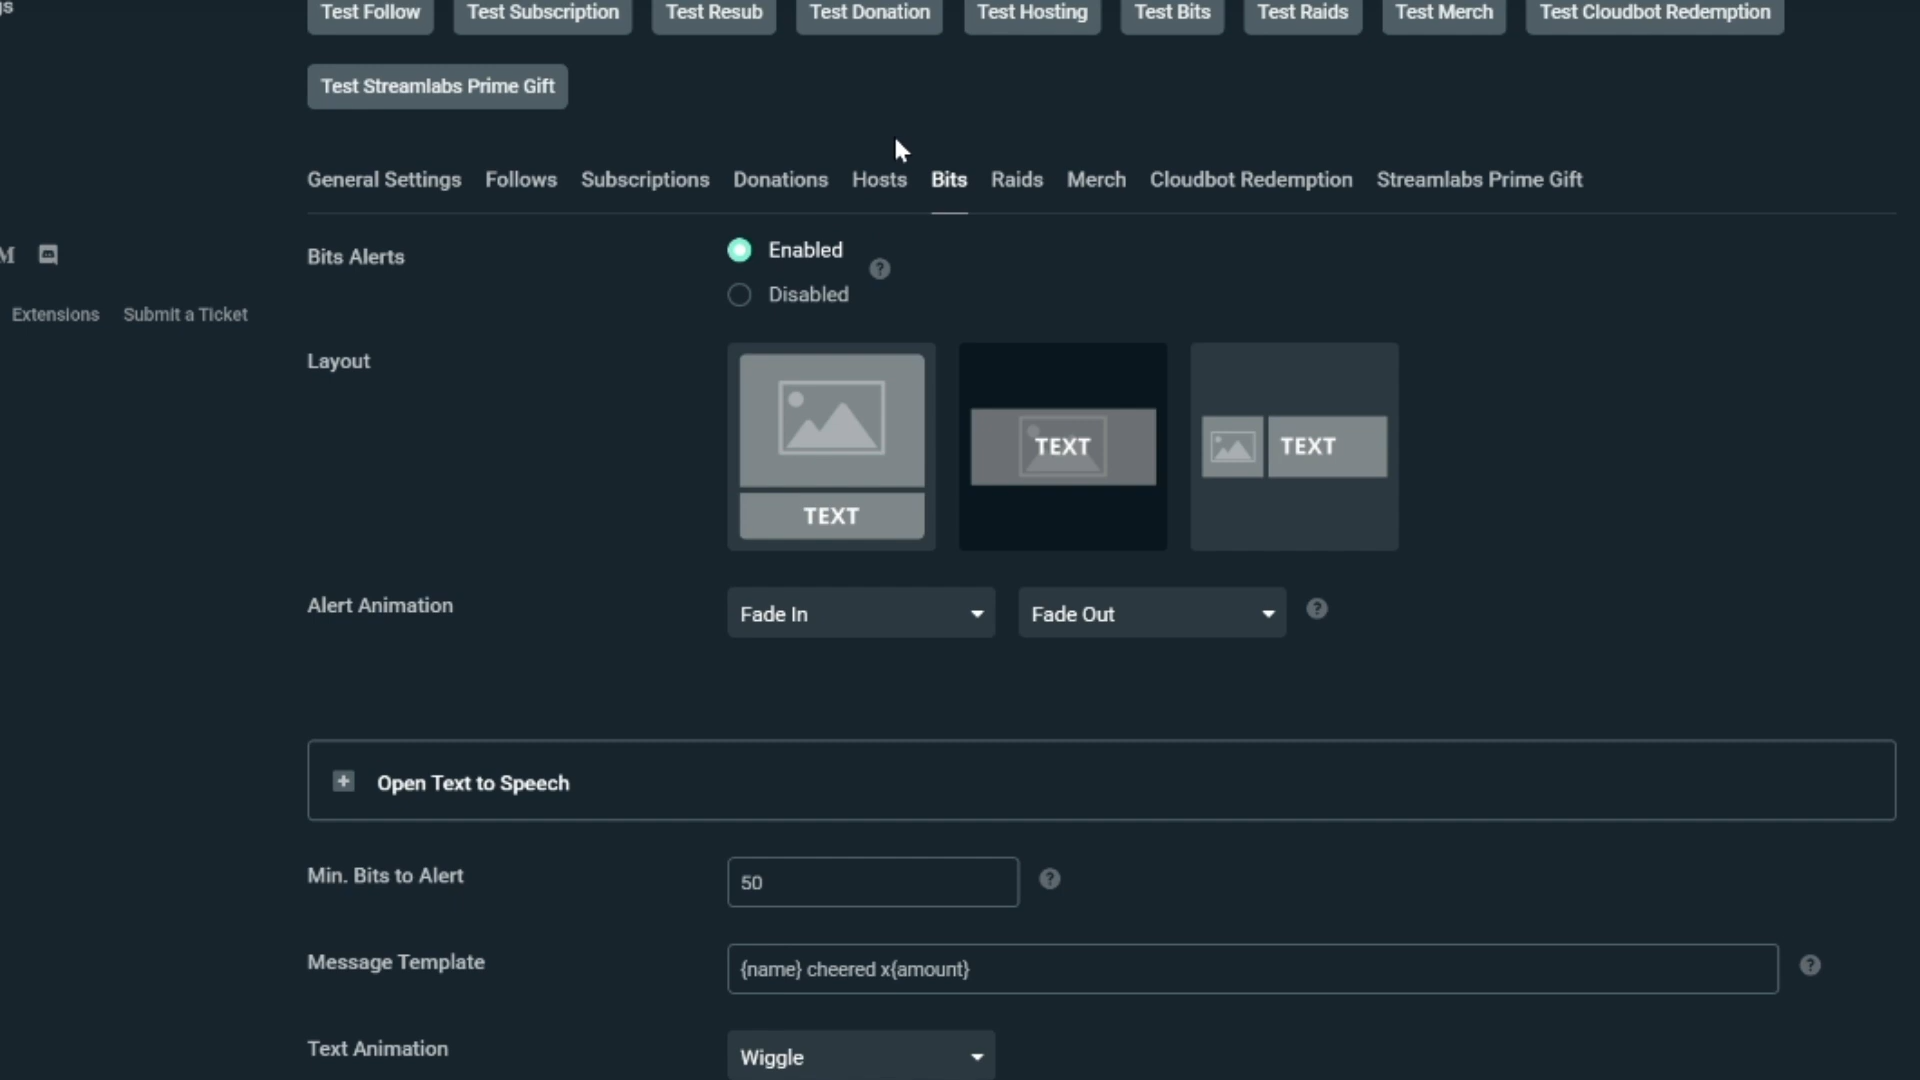 Test Follow Test Subscription Test Resub Test Donation Test Hosting Test Bits Test Raids Test Merch Test Cloudbot Redemption
Test Streamlabs Prime Gift
General Settings Follows Subscriptions Donations Hosts Bits Raids Merch Cloudbot Redemption Streamlabs Prime Gift
Bits Alerts
Enabled
?
Disabled
Extensions Submit a Ticket
Layout
TEXT
TEXT
TEXT
Alert Animation
Fade In
Fade Out
?
Open Text to Speech
Min. Bits to Alert
50
?
Message Template
{name} cheered x{amount}
?
Text Animation
Wiggle